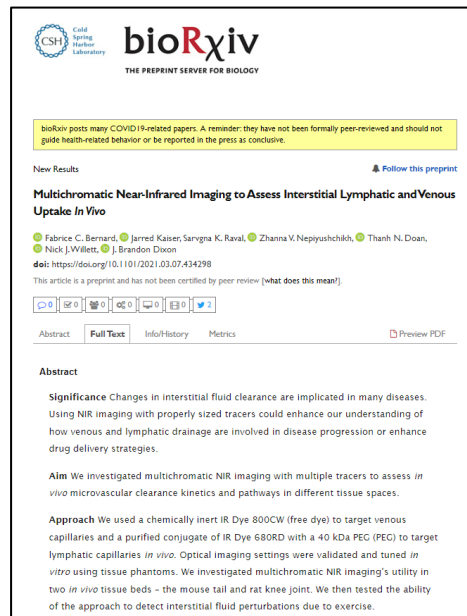 CSH
Cold
Spring
Harbor
Laboratory
bioRxiv
THE PREPRINT SERVER FOR BIOLOGY
bioRxiv posts many COVID19-related papers. A reminder: they have not been formally peer-reviewed and should not
guide health-related behavior or be reported in the press as conclusive.
New Results
Follow this preprint
Multichromatic Near-Infrared Imaging to Assess Interstitial Lymphatic and Venous
Uptake In Vivo
Fabrice C. Bernard, Jarred Kaiser, Sarvgna K. Raval, Zhanna V. Nepiyushchikh, Thanh N. Doan,
Nick J. Willett, J. Brandon Dixon
doi: https://doi.org/10.1101/2021.03.07.434298
This article is a preprint and has not been certified by peer review [what does this mean?].
0 0 0 0 0 0 2
Abstract Full Text Info/History Metrics Preview PDF
Abstract
Significance Changes in interstitial fluid clearance are implicated in many diseases.
Using NIR imaging with properly sized tracers could enhance our understanding of
how venous and lymphatic drainage are involved in disease progression or enhance
drug delivery strategies.
Aim We investigated multichromatic NIR imaging with multiple tracers to assess in
vivo microvascular clearance kinetics and pathways in different tissue spaces.
Approach We used a chemically inert IR Dye 800CW (free dye) to target venous
capillaries and a purified conjugate of IR Dye 680RD with a 40 kDa PEG (PEG) to target
lymphatic capillaries in vivo. Optical imaging settings were validated and tuned in
vitro using tissue phantoms. We investigated multichromatic NIR imaging's utility in
two in vivo tissue beds – the mouse tail and rat knee joint. We then tested the ability
of the approach to detect interstitial fluid perturbations due to exercise.